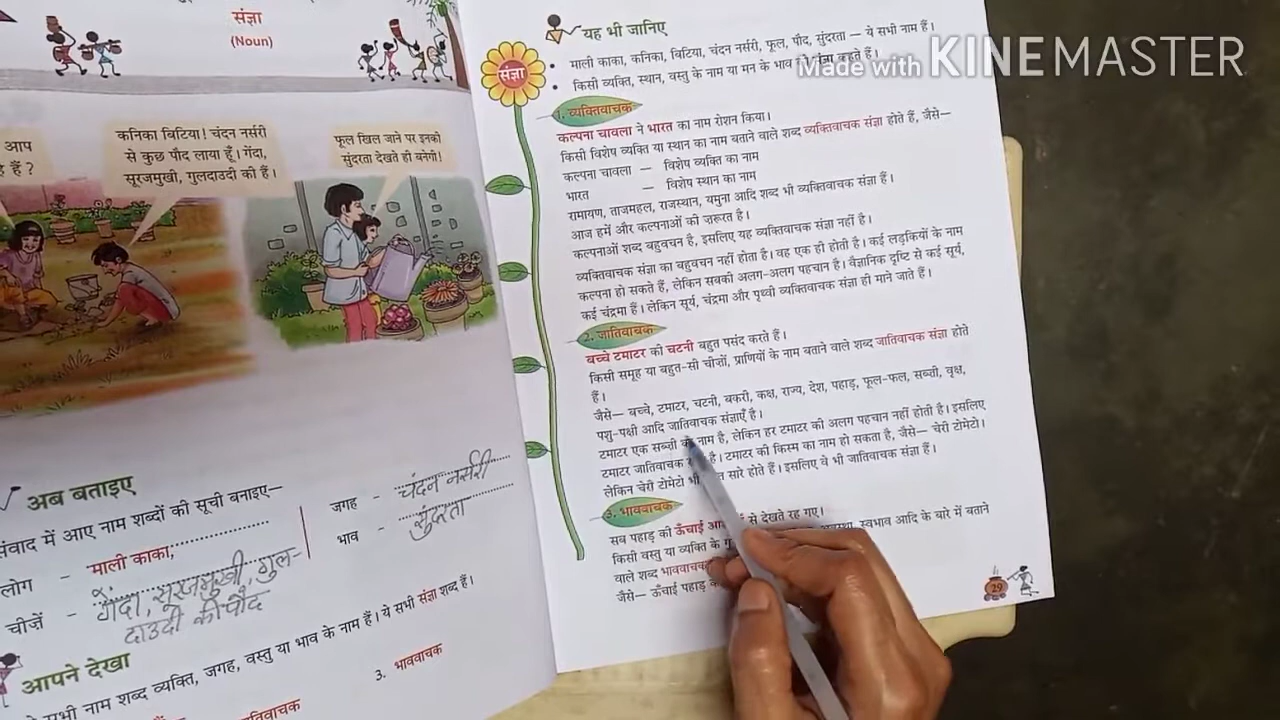 संज्ञा
(Noun)
आप
हैं ?
कनिका बिटिया! चंदन नर्सरी
से कुछ पौद लाया हूँ। गेंदा,
सूरजमुखी, गुलदाउदी की हैं।
फूल खिल जाने पर इनकी
सुंदरता देखते ही बनेगी!
अब बताइए
संवाद में आए नाम शब्दों की सूची बनाइए—
लोग - माली काका,
चीज़ें - गेंदा, सूरजमुखी, गुल-
दाउदी की पौद
जगह - चंदन नर्सरी
भाव - सुंदरता
आपने देखा
सभी नाम शब्द व्यक्ति, जगह, वस्तु या भाव के नाम हैं। ये सभी संज्ञा शब्द हैं।
3. भाववाचक
संज्ञा
यह भी जानिए
• माली काका, कनिका, बिटिया, चंदन नर्सरी, फूल, पौद, सुंदरता — ये सभी नाम हैं।
• किसी व्यक्ति, स्थान, वस्तु के नाम या मन के भाव को संज्ञा कहते हैं।
Made with KINEMASTER
1. व्यक्तिवाचक
कल्पना चावला ने भारत का नाम रोशन किया।
किसी विशेष व्यक्ति या स्थान का नाम बताने वाले शब्द व्यक्तिवाचक संज्ञा होते हैं, जैसे—
कल्पना चावला — विशेष व्यक्ति का नाम
भारत — विशेष स्थान का नाम
रामायण, ताजमहल, राजस्थान, यमुना आदि शब्द भी व्यक्तिवाचक संज्ञा हैं।
आज हमें और कल्पनाओं की ज़रूरत है।
कल्पनाओं शब्द बहुवचन है, इसलिए यह व्यक्तिवाचक संज्ञा नहीं है।
व्यक्तिवाचक संज्ञा का बहुवचन नहीं होता है। वह एक ही होती है। कई लड़कियों के नाम
कल्पना हो सकते हैं, लेकिन सबकी अलग-अलग पहचान है। वैज्ञानिक दृष्टि से कई सूर्य,
कई चंद्रमा हैं। लेकिन सूर्य, चंद्रमा और पृथ्वी व्यक्तिवाचक संज्ञा ही माने जाते हैं।
2. जातिवाचक
बच्चे टमाटर की चटनी बहुत पसंद करते हैं।
किसी समूह या बहुत-सी चीज़ों, प्राणियों के नाम बताने वाले शब्द जातिवाचक संज्ञा होते
हैं।
जैसे— बच्चे, टमाटर, चटनी, बकरी, कक्ष, राज्य, देश, पहाड़, फूल-फल, सब्ज़ी, वृक्ष,
पशु-पक्षी आदि जातिवाचक संज्ञाएँ हैं।
टमाटर एक सब्ज़ी का नाम है, लेकिन हर टमाटर की अलग पहचान नहीं होती है। इसलिए
टमाटर जातिवाचक है। टमाटर की किस्म का नाम हो सकता है, जैसे— चेरी टोमेटो।
लेकिन चेरी टोमेटो भी सारे होते हैं। इसलिए वे भी जातिवाचक संज्ञा हैं।
3. भाववाचक
सब पहाड़ की ऊँचाई से देखते रह गए।
किसी वस्तु या व्यक्ति के स्वभाव आदि के बारे में बताने
वाले शब्द भाववाचक
जैसे— ऊँचाई पहाड़
29